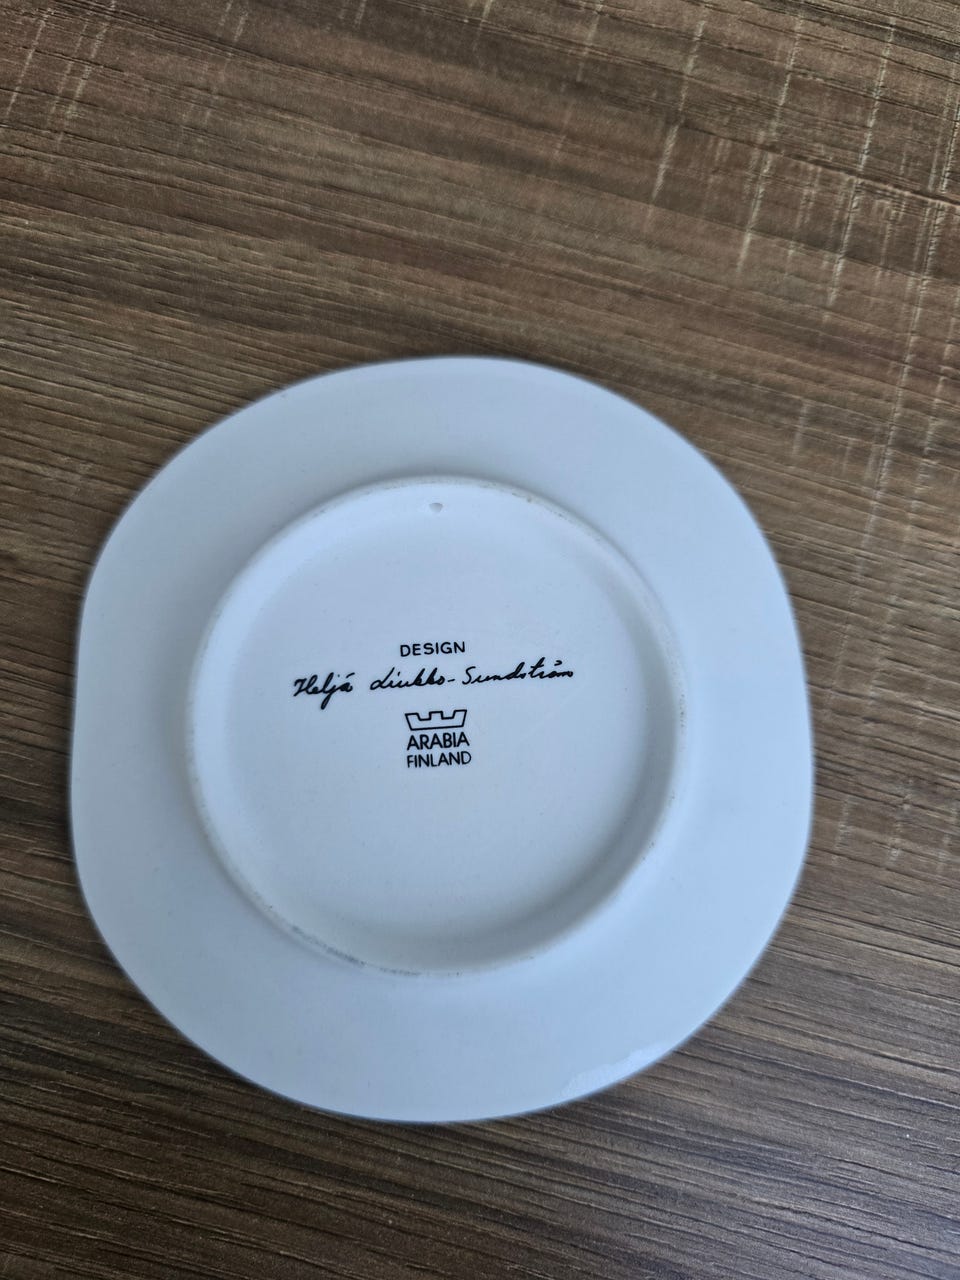 DESIGN
Heljä Liukko-Sundström
ARABIA
FINLAND